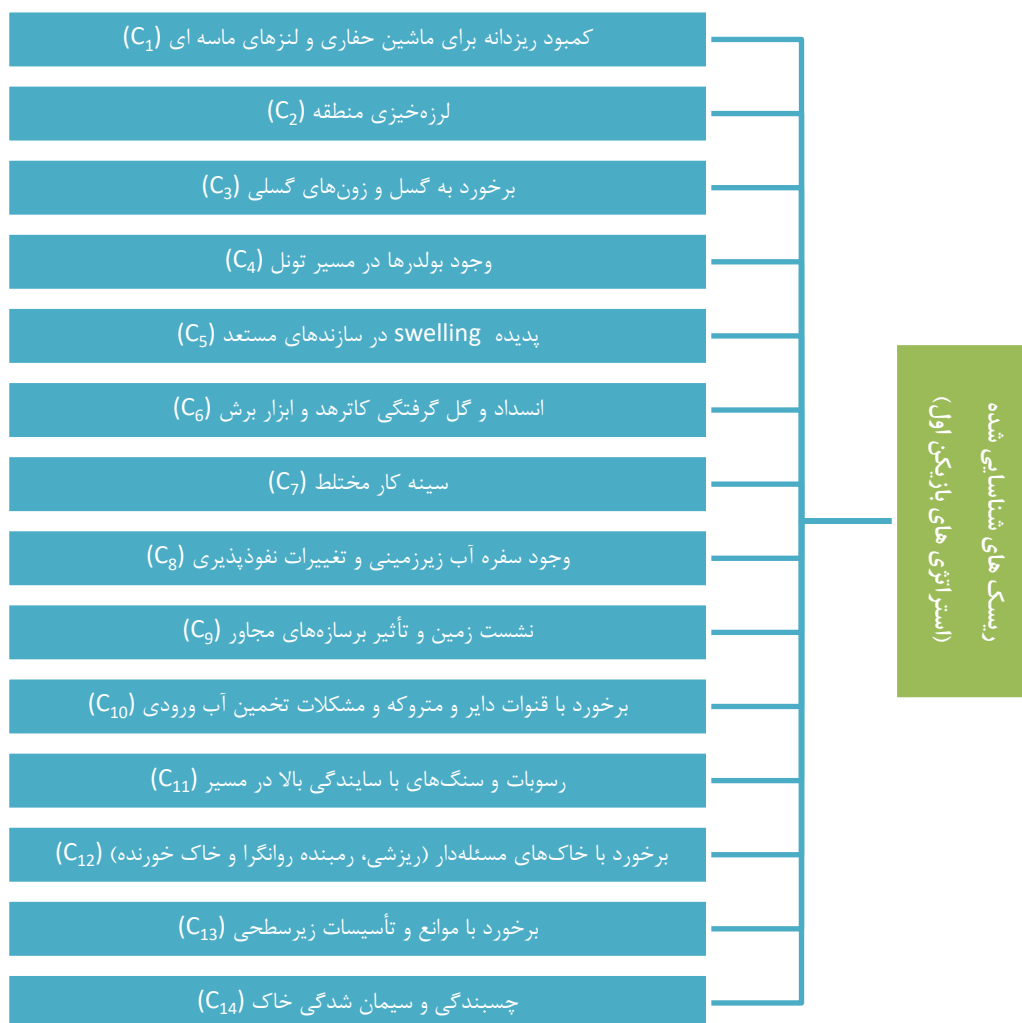 ریسک های شناسایی شده
(استراتژی های بازیکن اول)
کمبود ریزدانه برای ماشین حفاری و لنزهای ماسه ای (C1)
لرزه‌خیزی منطقه (C2)
برخورد به گسل و زون‌های گسلی (C3)
وجود بولدرها در مسیر تونل (C4)
پدیده swelling در سازندهای مستعد (C5)
انسداد و گل گرفتگی کاترهد و ابزار برش (C6)
سینه کار مختلط (C7)
وجود سفره آب زیرزمینی و تغییرات نفوذپذیری (C8)
نشست زمین و تأثیر برسازه‌های مجاور (C9)
برخورد با قنوات دایر و متروکه و مشکلات تخمین آب ورودی (C10)
رسوبات و سنگ‌های با سایندگی بالا در مسیر (C11)
برخورد با خاک‌های مسئله‌دار (ریزشی، رمبنده روانگرا و خاک خورنده) (C12)
برخورد با موانع و تأسیسات زیرسطحی (C13)
چسبندگی و سیمان شدگی خاک (C14)